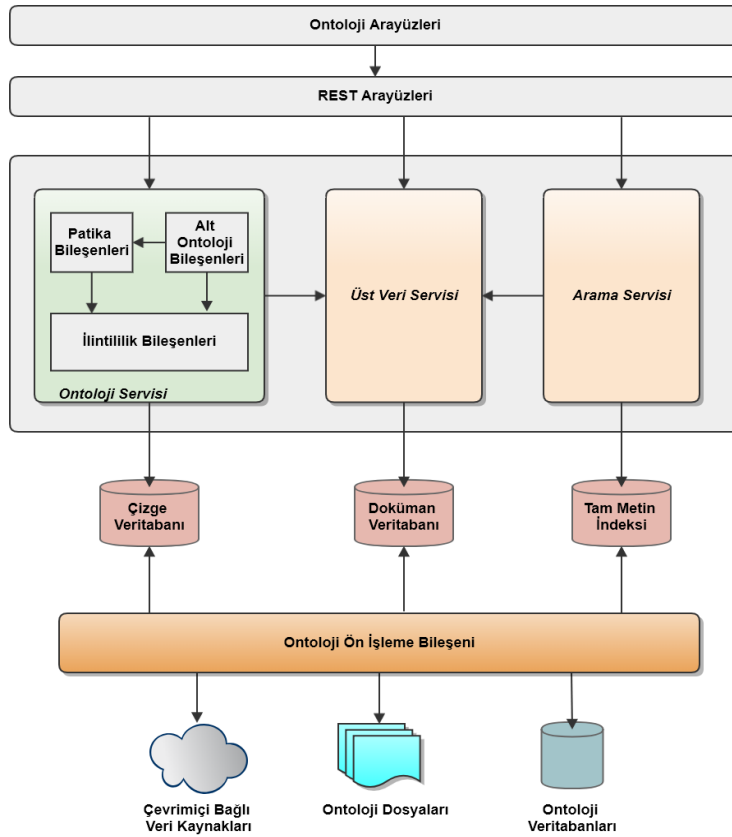 Ontoloji Arayüzleri
REST Arayüzleri
Patika
Bileşenleri
Alt
Ontoloji
Bileşenleri
İlintililik Bileşenleri
Ontoloji Servisi
Üst Veri Servisi
Arama Servisi
Çizge
Veritabanı
Doküman
Veritabanı
Tam Metin
İndeksi
Ontoloji Ön İşleme Bileşeni
Çevrimiçi Bağlı
Veri Kaynakları
Ontoloji Dosyaları
Ontoloji
Veritabanları